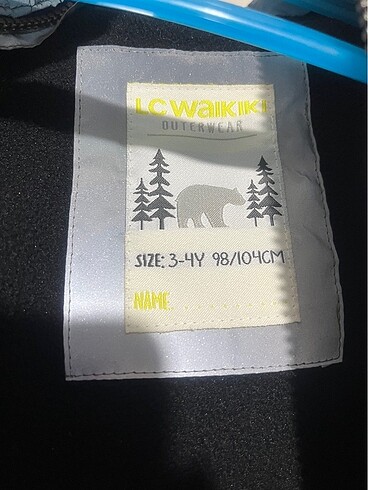 LC WaiKiKi
OUTERWEAR
SIZE: 3-4Y 98/104CM
NAME